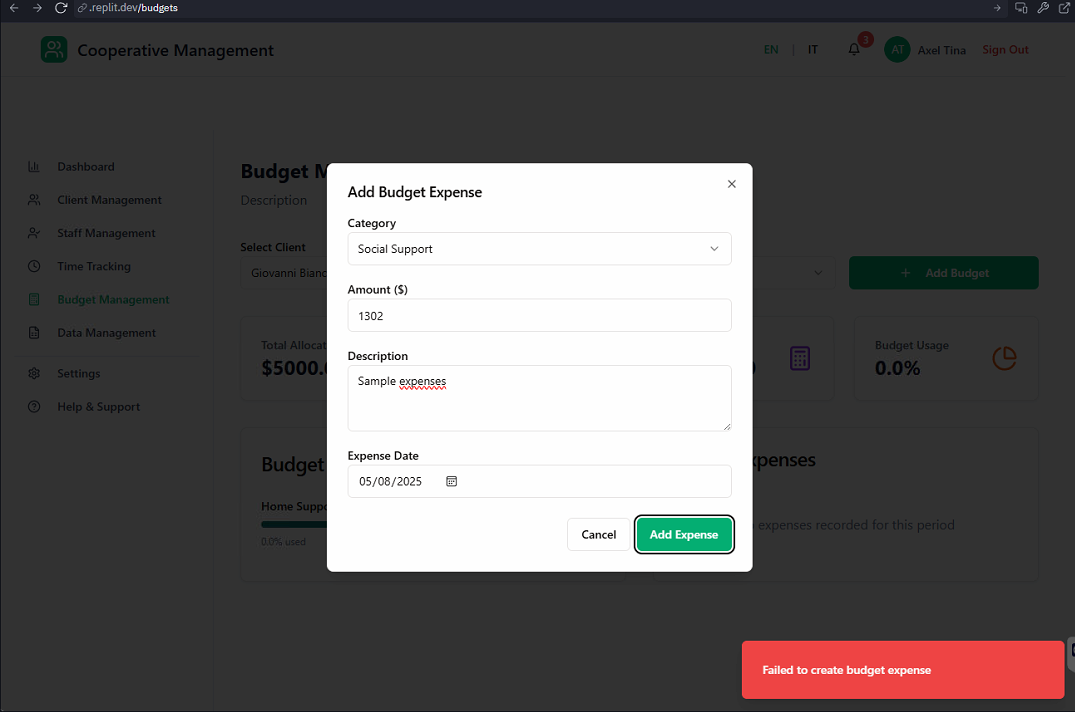 .replit.dev/budgets
Cooperative Management
EN | IT
3
AT
Axel Tina
Sign Out
Dashboard
Client Management
Staff Management
Time Tracking
Budget Management
Data Management
Settings
Help & Support
Budget M
Description
Select Client
Giovanni Bianc
+ Add Budget
Total Allocat
$5000.
Budget Usage
0.0%
Budget
Home Suppo
0.0% used
xpenses
expenses recorded for this period
Add Budget Expense
Category
Social Support
Amount ($)
1302
Description
Sample expenses
Expense Date
05/08/2025
Cancel
Add Expense
Failed to create budget expense